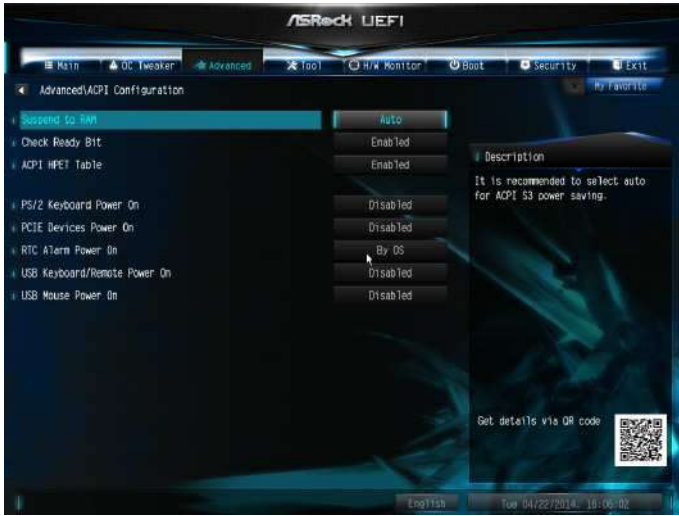 ASRock UEFI
Main OC Tweaker Advanced Tool H/W Monitor Boot Security Exit
Advanced\ACPI Configuration
My Favorite
Suspend to RAM Auto
Check Ready Bit Enabled
ACPI HPET Table Enabled
PS/2 Keyboard Power On Disabled
PCIE Devices Power On Disabled
RTC Alarm Power On By OS
USB Keyboard/Remote Power On Disabled
USB Mouse Power On Disabled
Description
It is recommended to select auto
for ACPI S3 power saving.
Get details via QR code
English
Tue 04/22/2014. 16:06:02